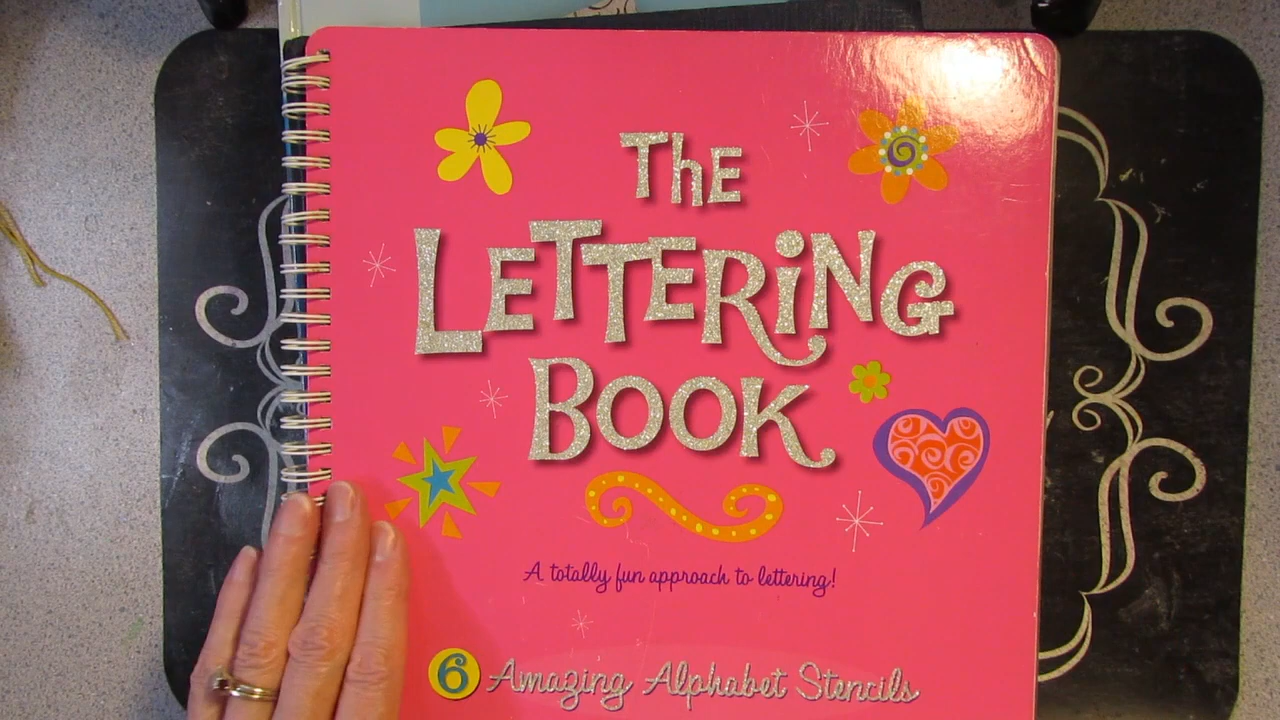 The
LETTERiNG
BOOK
A totally fun approach to lettering!
6 Amazing Alphabet Stencils